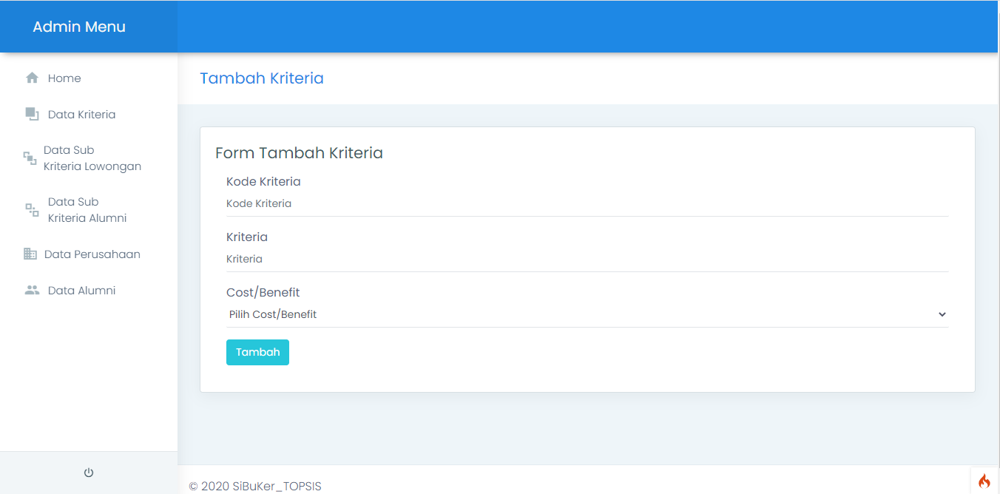 Admin Menu
Home
Data Kriteria
Data Sub
Kriteria Lowongan
Data Sub
Kriteria Alumni
Data Perusahaan
Data Alumni
Tambah Kriteria
Form Tambah Kriteria
Kode Kriteria
Kode Kriteria
Kriteria
Kriteria
Cost/Benefit
Pilih Cost/Benefit
Tambah
© 2020 SiBuKer_TOPSIS